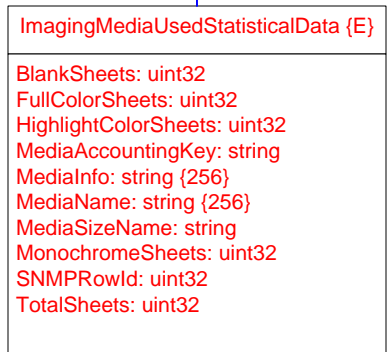 ImagingMediaUsedStatisticalData {E}
BlankSheets: uint32
FullColorSheets: uint32
HighlightColorSheets: uint32
MediaAccountingKey: string
MediaInfo: string {256}
MediaName: string {256}
MediaSizeName: string
MonochromeSheets: uint32
SNMPRowId: uint32
TotalSheets: uint32